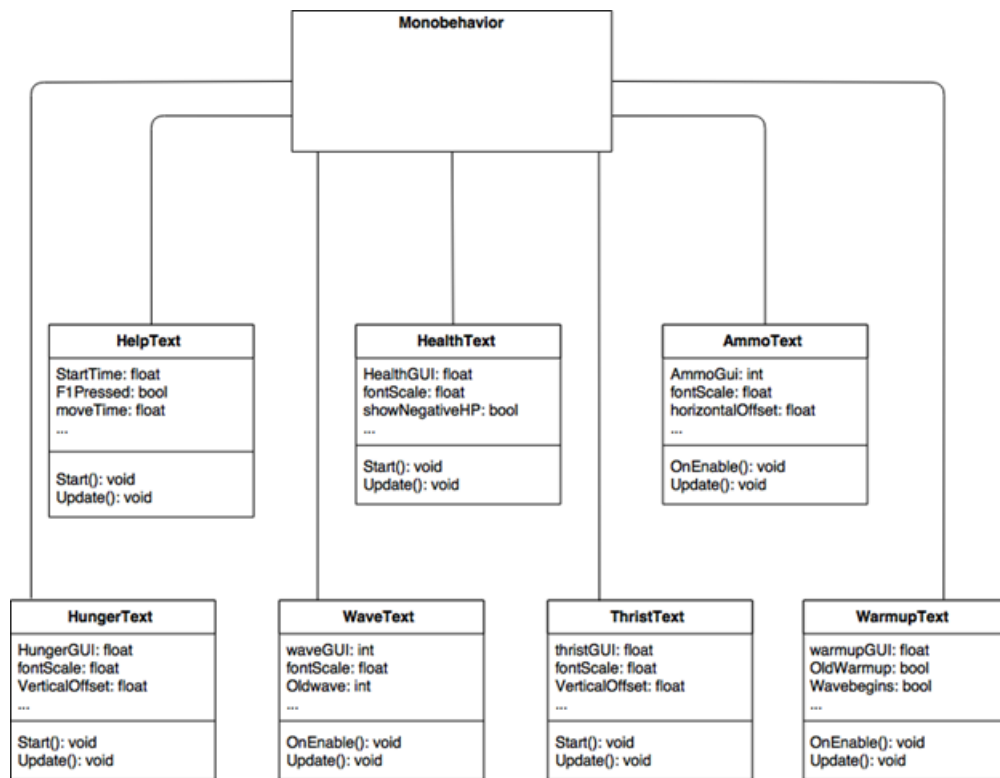 Monobehavior
HelpText
StartTime: float
F1Pressed: bool
moveTime: float
...
Start(): void
Update(): void
HealthText
HealthGUI: float
fontScale: float
showNegativeHP: bool
...
Start(): void
Update(): void
AmmoText
AmmoGui: int
fontScale: float
horizontalOffset: float
...
OnEnable(): void
Update(): void
HungerText
HungerGUI: float
fontScale: float
VerticalOffset: float
...
Start(): void
Update(): void
WaveText
waveGUI: int
fontScale: float
Oldwave: int
...
OnEnable(): void
Update(): void
ThristText
thristGUI: float
fontScale: float
VerticalOffset: float
...
Start(): void
Update(): void
WarmupText
warmupGUI: float
OldWarmup: bool
Wavebegins: bool
...
OnEnable(): void
Update(): void